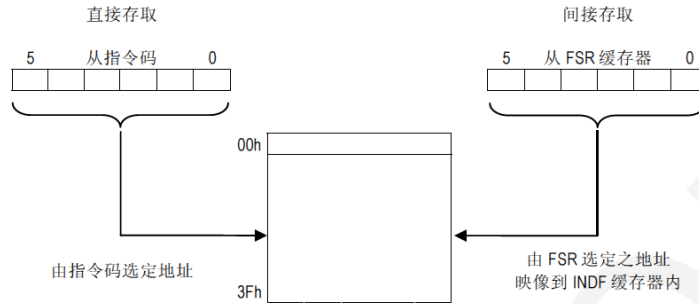 直接存取
间接存取
5 从指令码 0
5 从 FSR 缓存器 0
00h
由指令码选定地址
由 FSR 选定之地址
映像到 INDF 缓存器内
3Fh